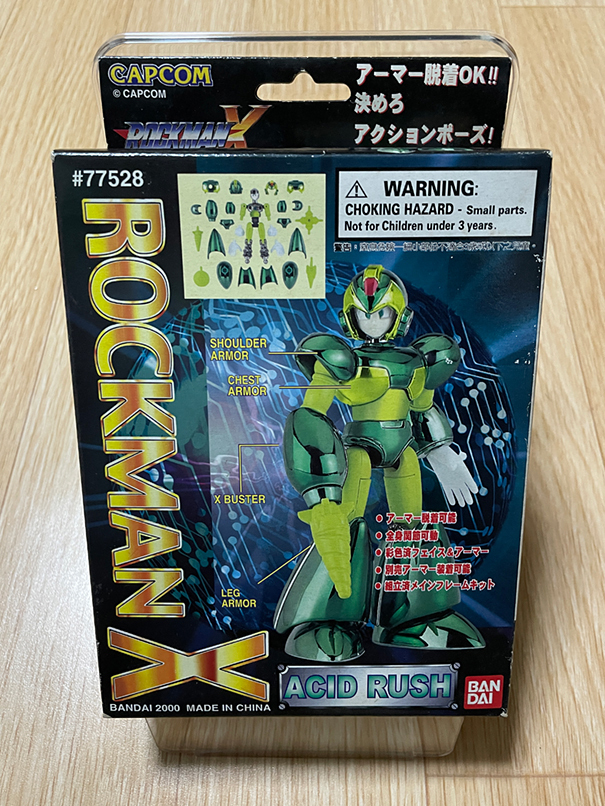 CAPCOM
© CAPCOM
ROCKMAN X
アーマー脱着OK!!
決めろ
アクションポーズ!
#77528
WARNING:
CHOKING HAZARD - Small parts.
Not for Children under 3 years.
ROCKMAN X
SHOULDER
ARMOR
CHEST
ARMOR
X BUSTER
LEG
ARMOR
● アーマー脱着可能
● 全身関節可動
● 彩色済フェイス&アーマー
● 別売アーマー装着可能
● 組立済メインフレームキット
ACID RUSH
BANDAI 2000 MADE IN CHINA
BAN
DAI